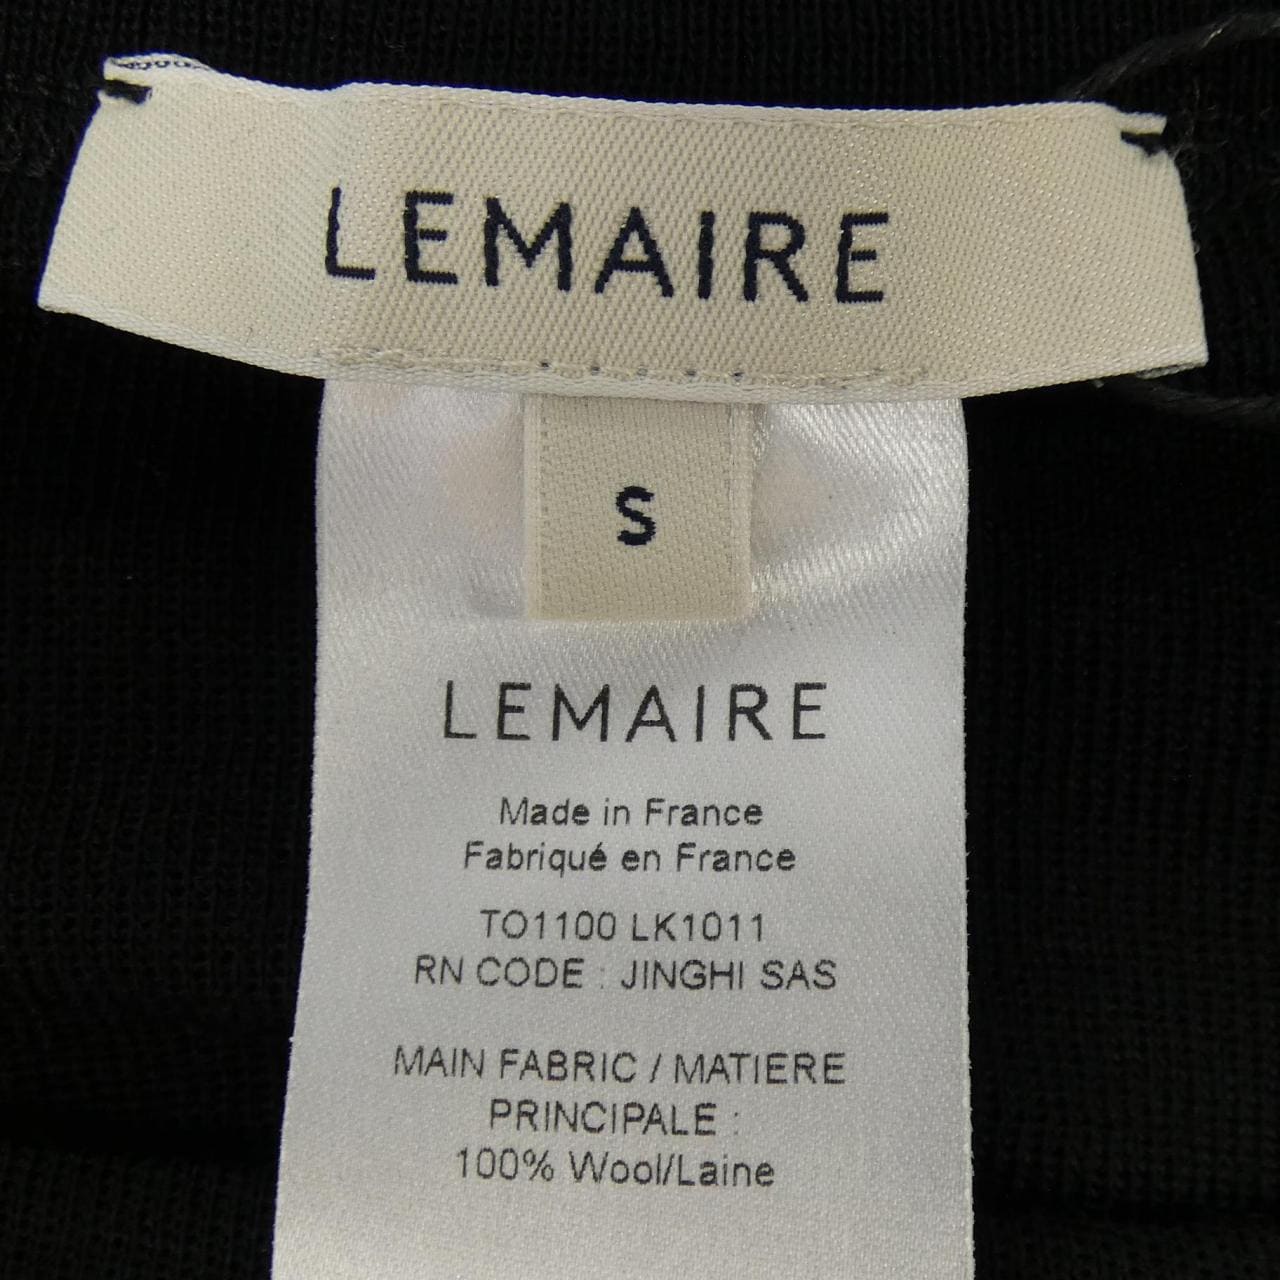 LEMAIRE
S
LEMAIRE
Made in France
Fabriqué en France
TO1100 LK1011
RN CODE : JINGHI SAS
MAIN FABRIC / MATIERE
PRINCIPALE :
100% Wool/Laine